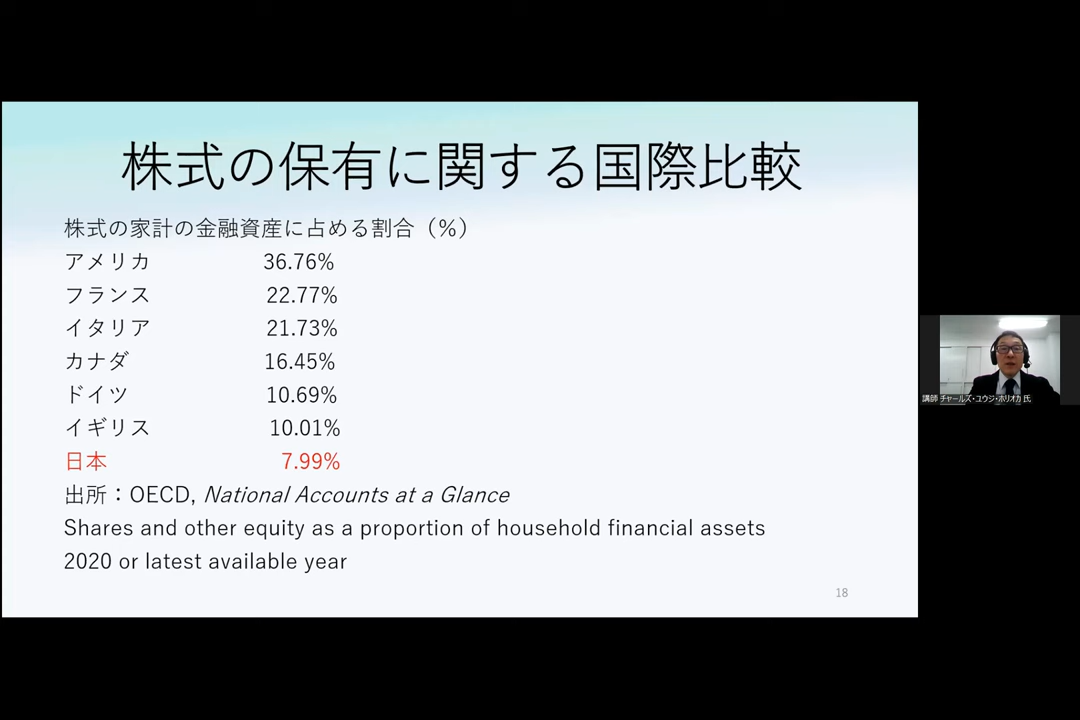 株式の保有に関する国際比較
株式の家計の金融資産に占める割合（%）
アメリカ 36.76%
フランス 22.77%
イタリア 21.73%
カナダ 16.45%
ドイツ 10.69%
イギリス 10.01%
日本 7.99%
出所：OECD, National Accounts at a Glance
Shares and other equity as a proportion of household financial assets
2020 or latest available year
18
講師 チャールズ・ユウジ・ホリオカ 氏